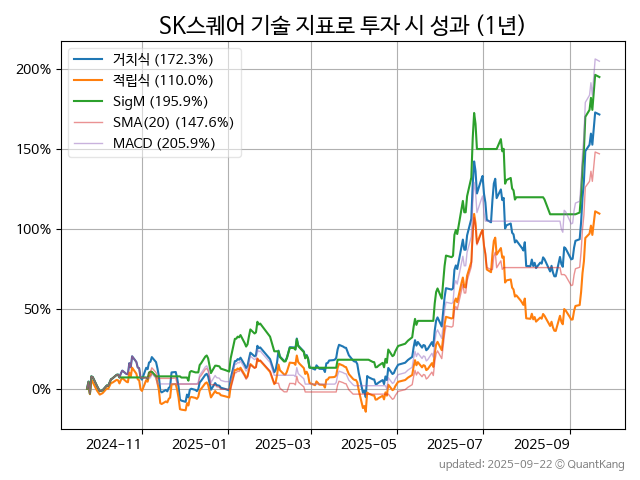 SK스퀘어 기술 지표로 투자 시 성과 (1년)
거치식 (172.3%)
적립식 (110.0%)
SigM (195.9%)
SMA(20) (147.6%)
MACD (205.9%)
200%
150%
100%
50%
0%
2024-11 2025-01 2025-03 2025-05 2025-07 2025-09
updated: 2025-09-22 @ QuantKang